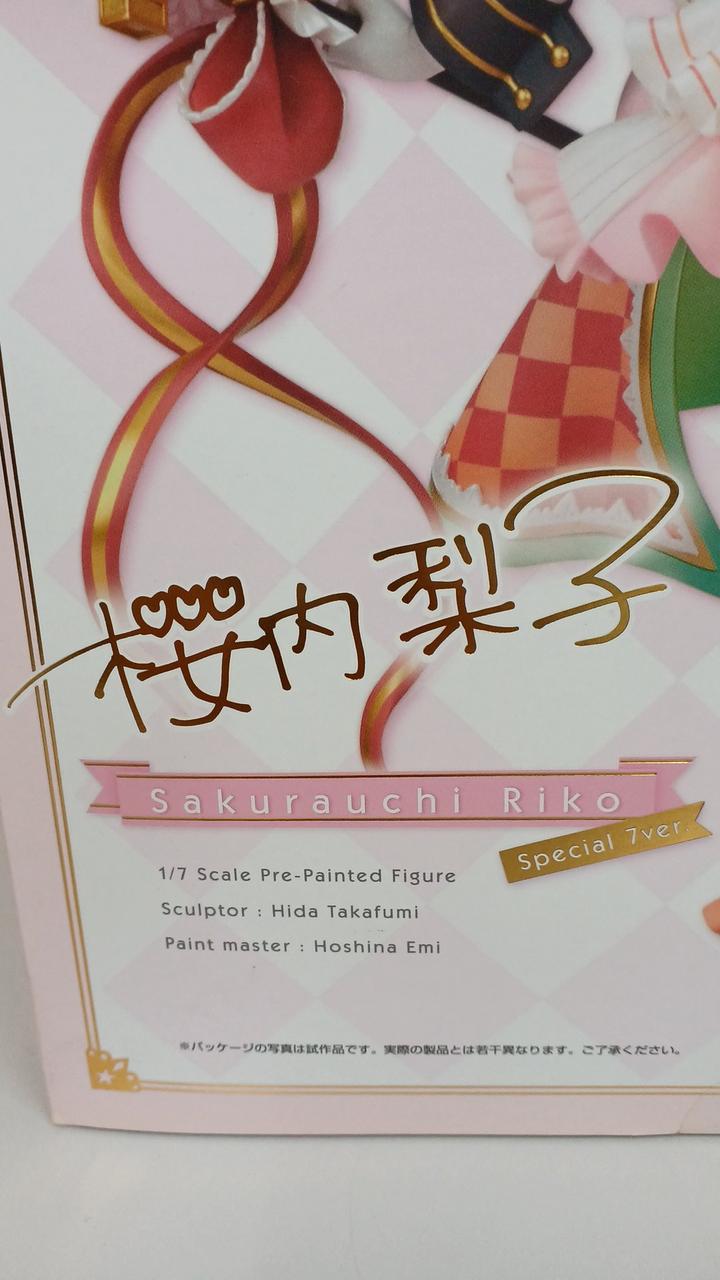 桜内梨子
Sakurauchi Riko
Special 7ver.
1/7 Scale Pre-Painted Figure
Sculptor : Hida Takafumi
Paint master : Hoshina Emi
※パッケージの写真は試作品です。実際の製品とは若干異なります。ご了承ください。